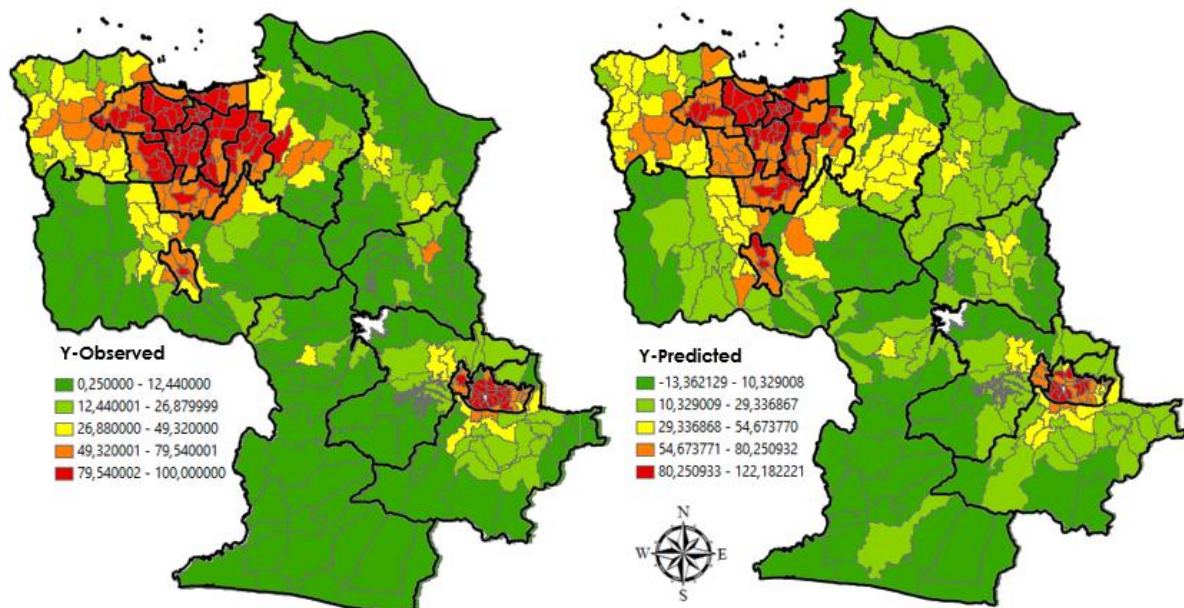 Y-Observed
0,250000 - 12,440000
12,440001 - 26,879999
26,880000 - 49,320000
49,320001 - 79,540001
79,540002 - 100,000000
Y-Predicted
-13,362129 - 10,329008
10,329009 - 29,336867
29,336868 - 54,673770
54,673771 - 80,250932
80,250933 - 122,182221
N
W E
S